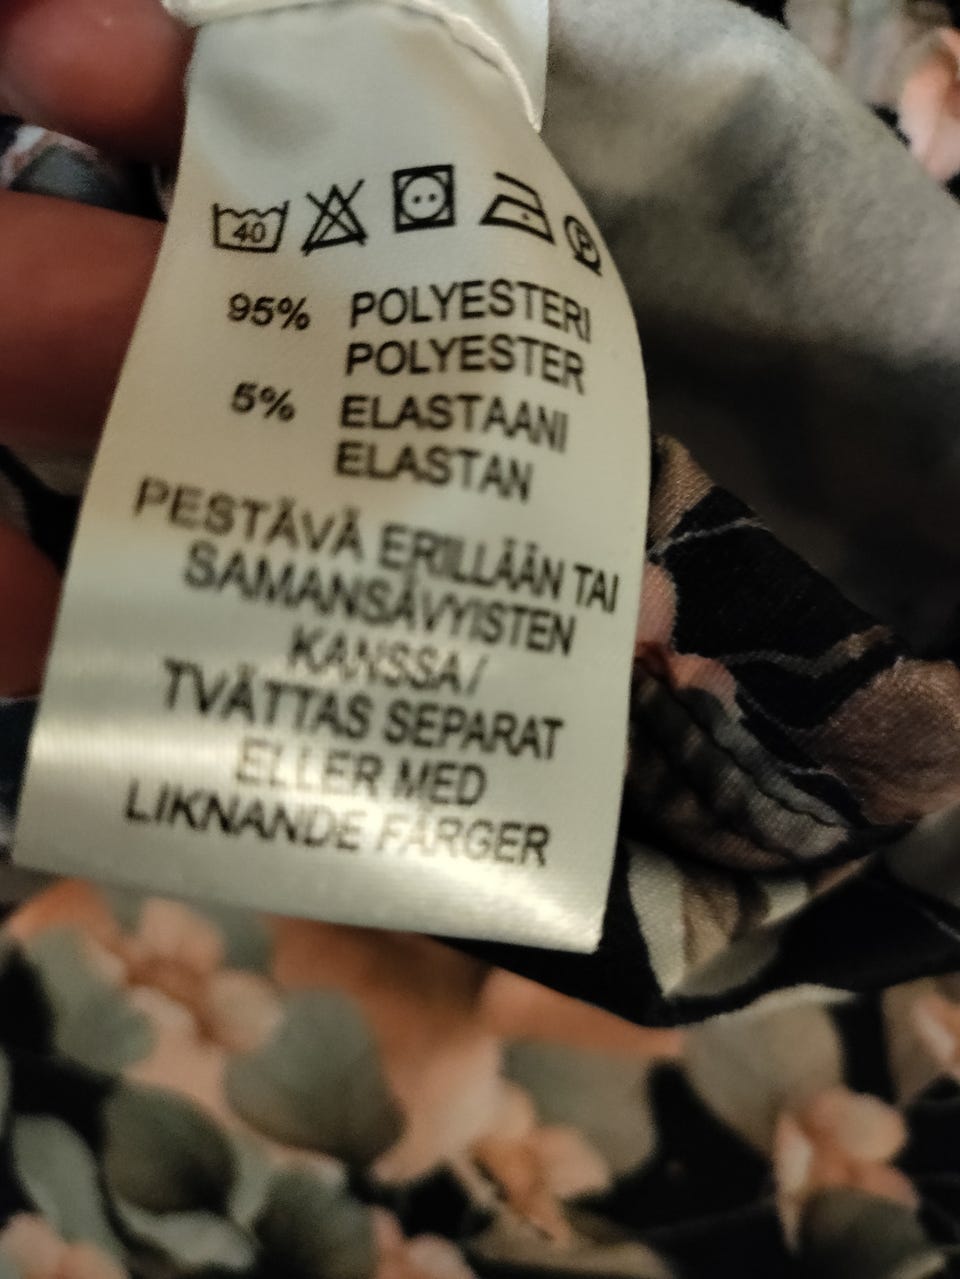 40
P
95% POLYESTERI
POLYESTER
5% ELASTAANI
ELASTAN
PESTÄVÄ ERILLÄÄN TAI
SAMANSÄVYISTEN
KANSSA/
TVÄTTAS SEPARAT
ELLER MED
LIKNANDE FÄRGER